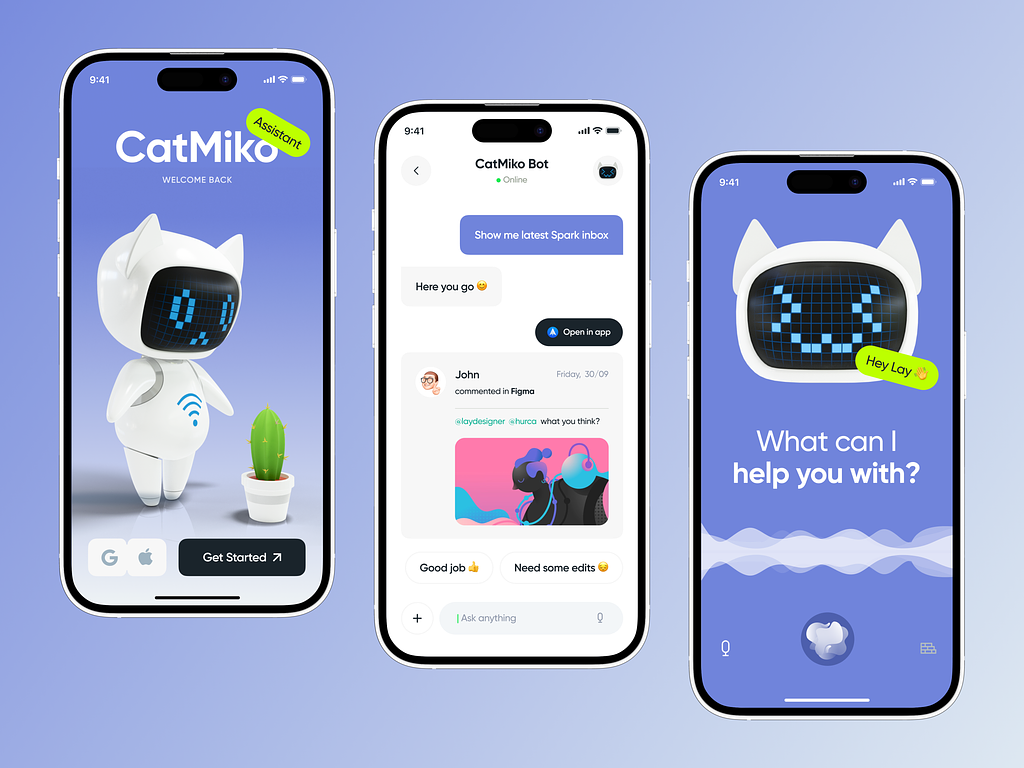 9:41
Assistant
CatMiko
WELCOME BACK
G
Get Started
9:41
CatMiko Bot
Online
Show me latest Spark inbox
Here you go 😊
Open in app
John
Friday, 30/09
commented in Figma
@laydesigner @hurca what you think?
Good job 👍
Need some edits 😏
Ask anything
9:41
Hey Lay 👋
What can I
help you with?